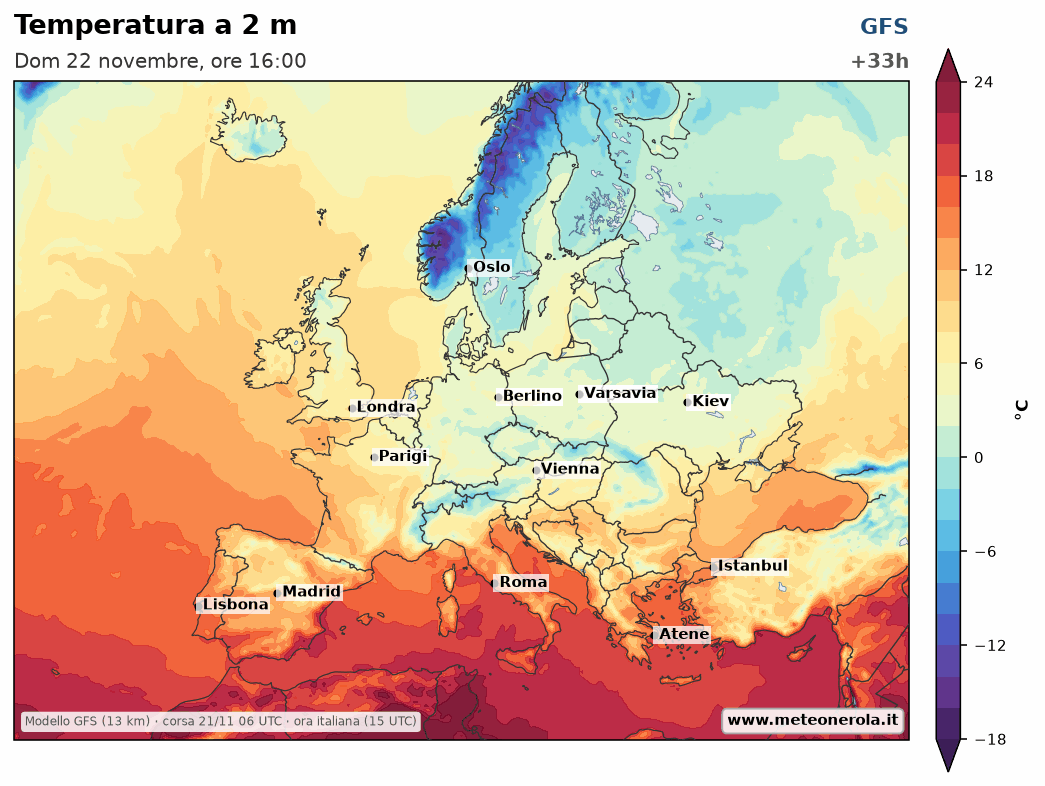 Temperatura a 2 m
GFS
Dom 22 novembre, ore 16:00
+33h
24
18
12
6
0
−6
−12
−18
°C
Oslo
Berlino
Varsavia
Kiev
Londra
Parigi
Vienna
Istanbul
Roma
Madrid
Lisbona
Atene
Modello GFS (13 km) · corsa 21/11 06 UTC · ora italiana (15 UTC)
www.meteonerola.it